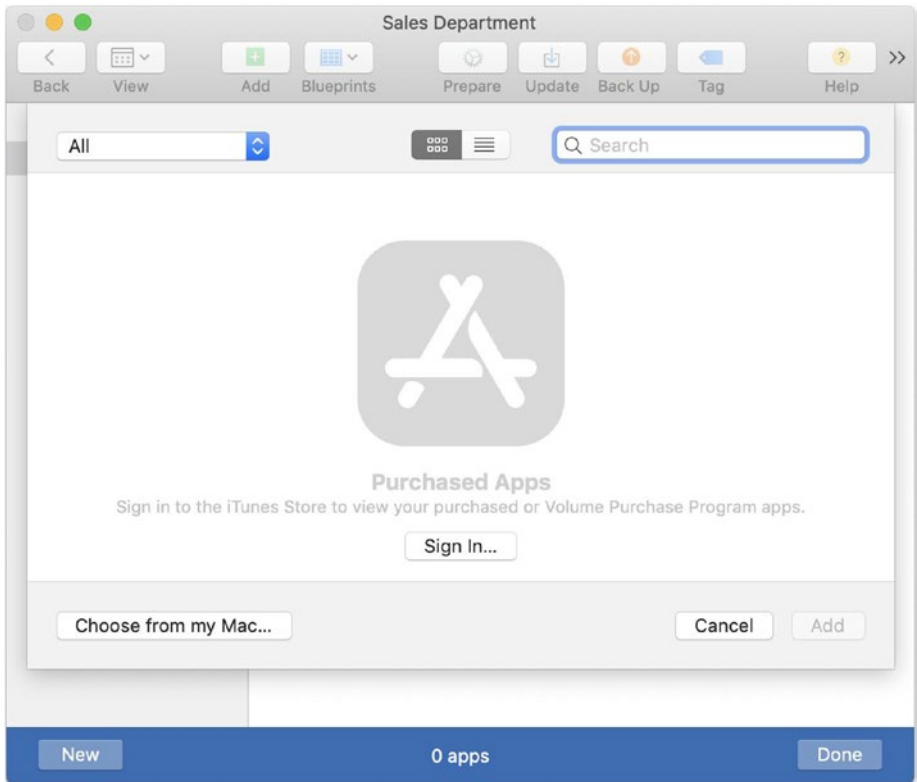 Sales Department
Back View Add Blueprints Prepare Update Back Up Tag Help
All Search
Purchased Apps
Sign in to the iTunes Store to view your purchased or Volume Purchase Program apps.
Sign In...
Choose from my Mac... Cancel Add
New 0 apps Done